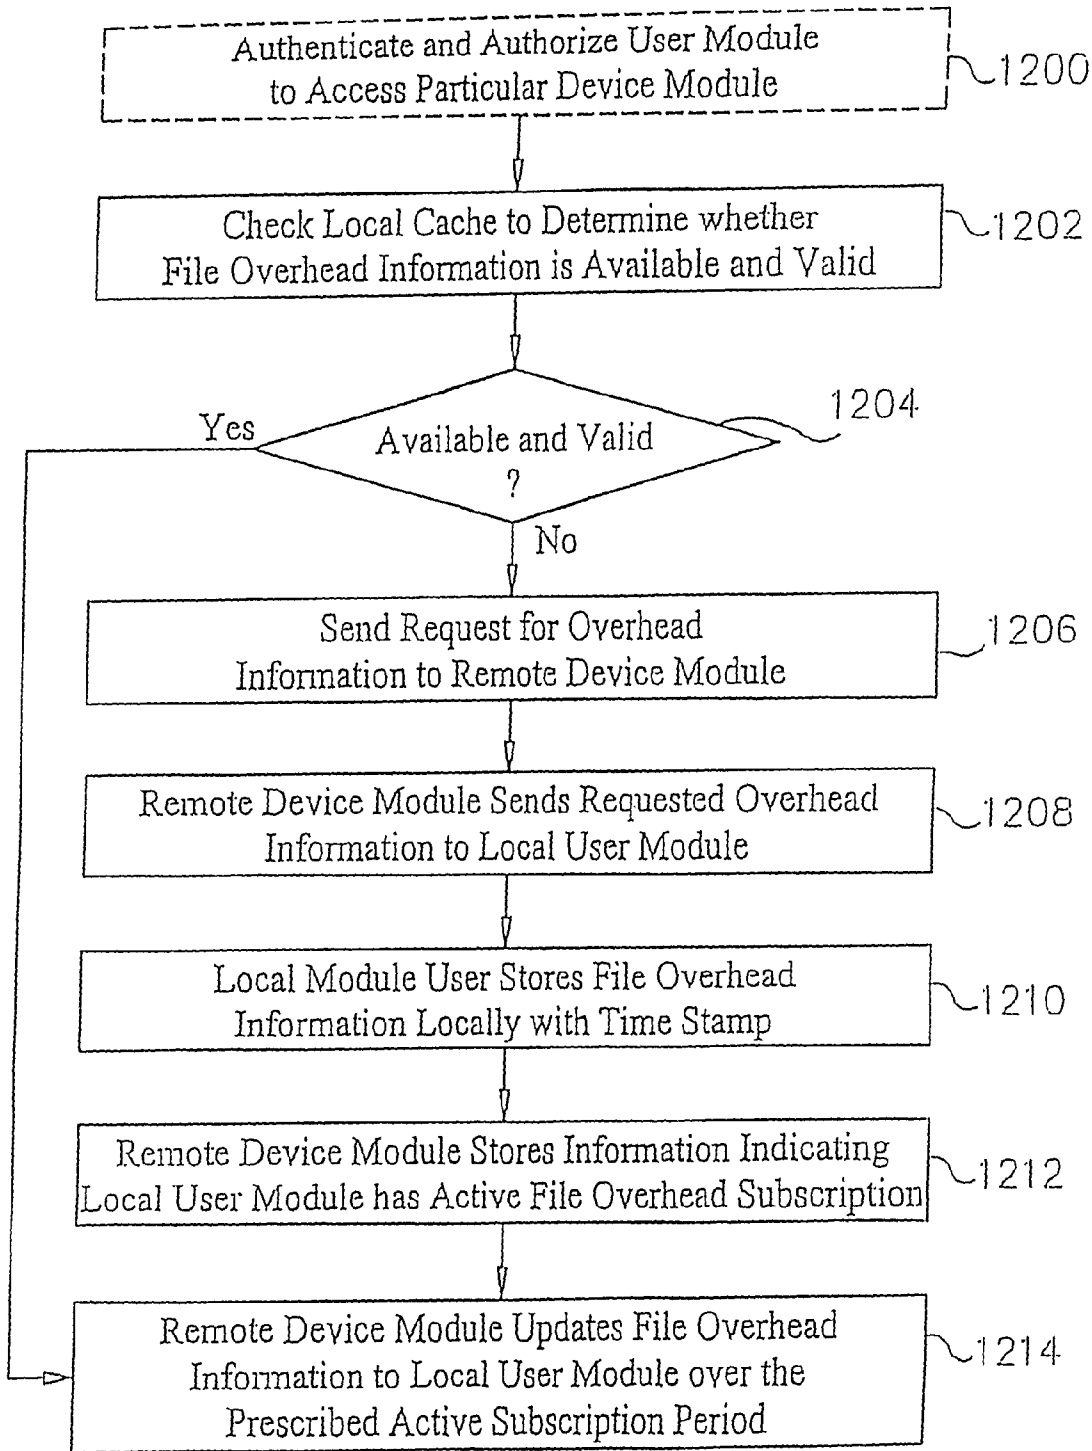 Authenticate and Authorize User Module
to Access Particular Device Module
1200
Check Local Cache to Determine whether
File Overhead Information is Available and Valid
1202
1204
Yes
Available and Valid
?
No
Send Request for Overhead
Information to Remote Device Module
1206
Remote Device Module Sends Requested Overhead
Information to Local User Module
1208
Local Module User Stores File Overhead
Information Locally with Time Stamp
1210
Remote Device Module Stores Information Indicating
Local User Module has Active File Overhead Subscription
1212
Remote Device Module Updates File Overhead
Information to Local User Module over the
Prescribed Active Subscription Period
1214